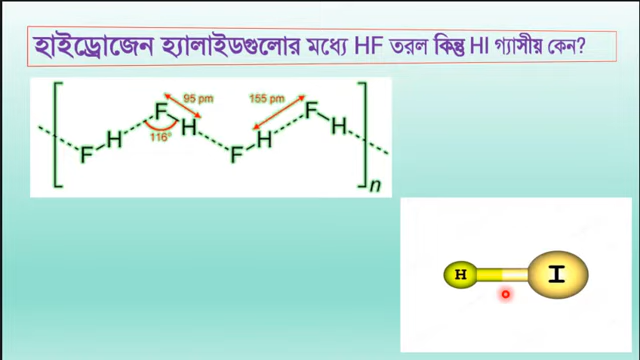 হাইড্রোজেন হ্যালাইডগুলোর মধ্যে HF তরল কিন্তু HI গ্যাসীয় কেন?
95 pm
155 pm
F
F
H
H
116°
H
H
F
F
n
H
I